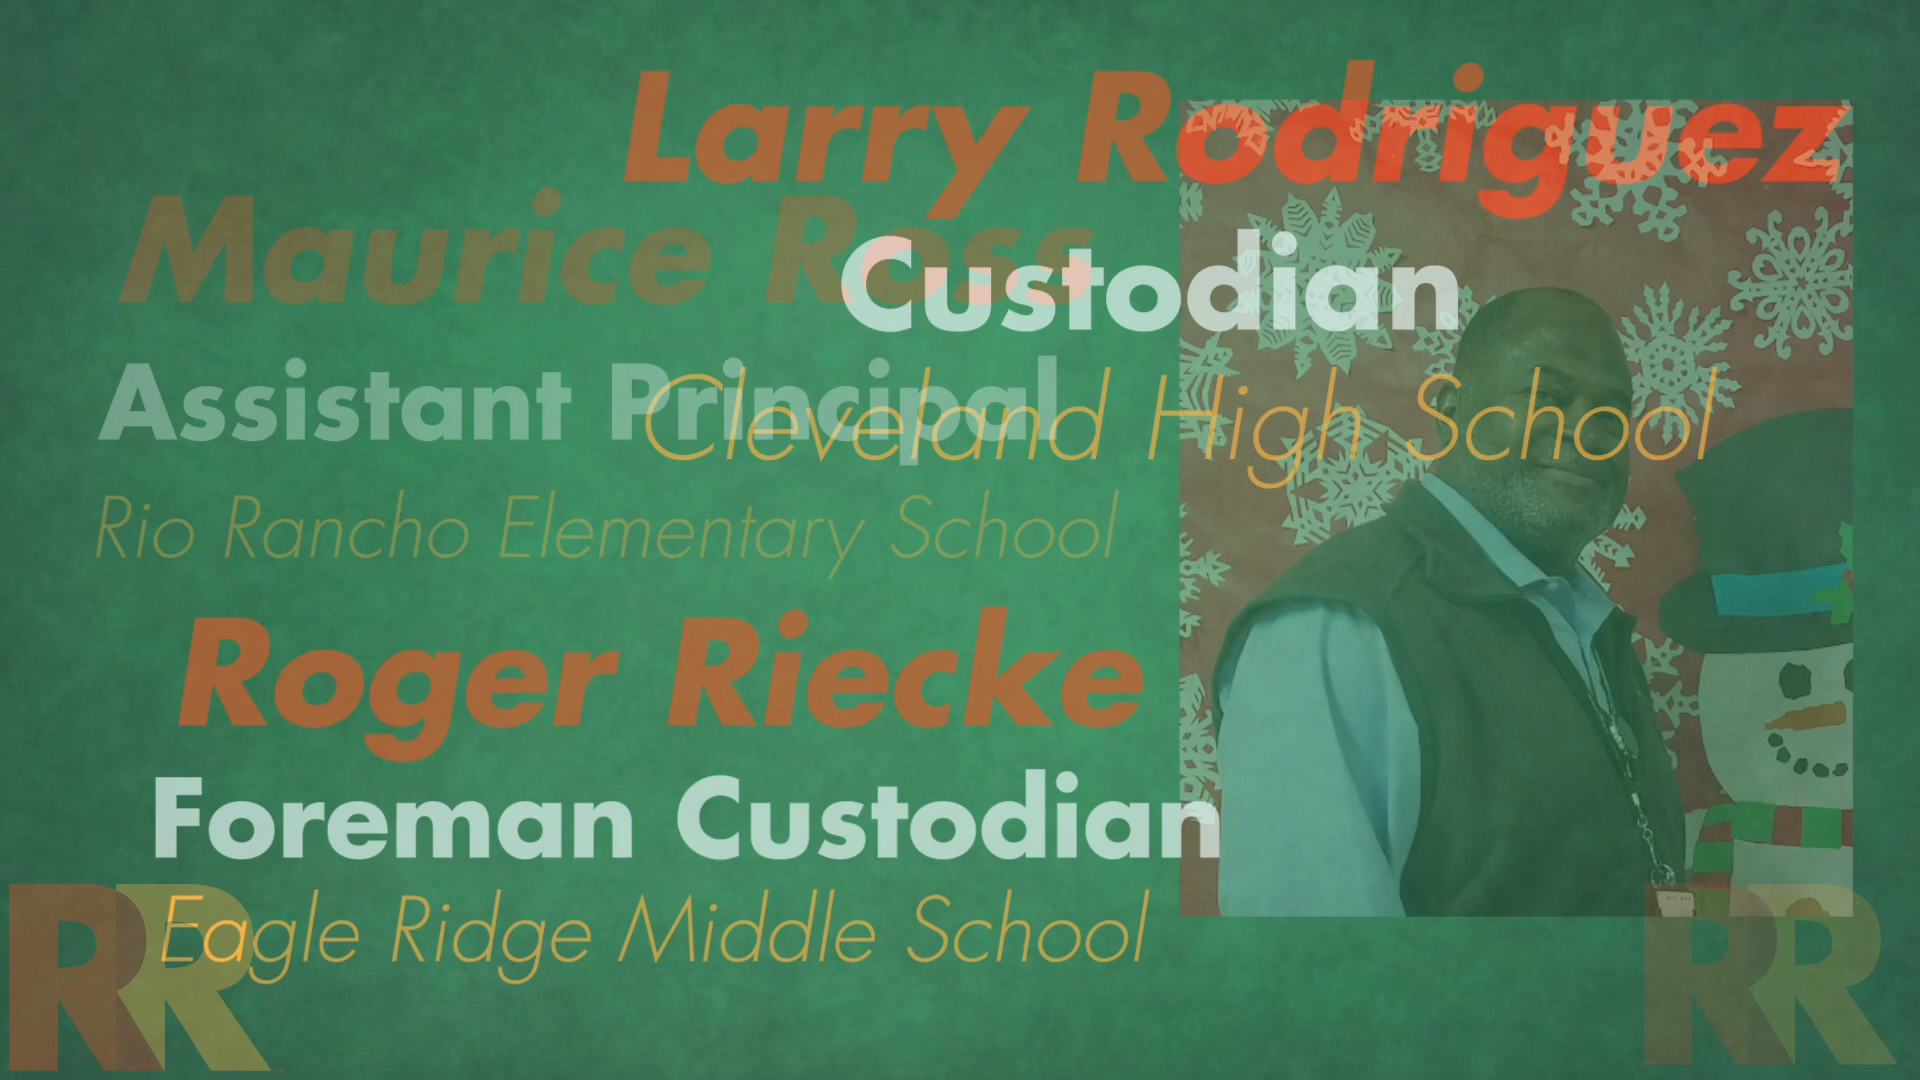 Larry Rodriguez
Custodian
Cleveland High School
Maurice Ross
Assistant Principal
Rio Rancho Elementary School
Roger Riecke
Foreman Custodian
Eagle Ridge Middle School
RR
RR